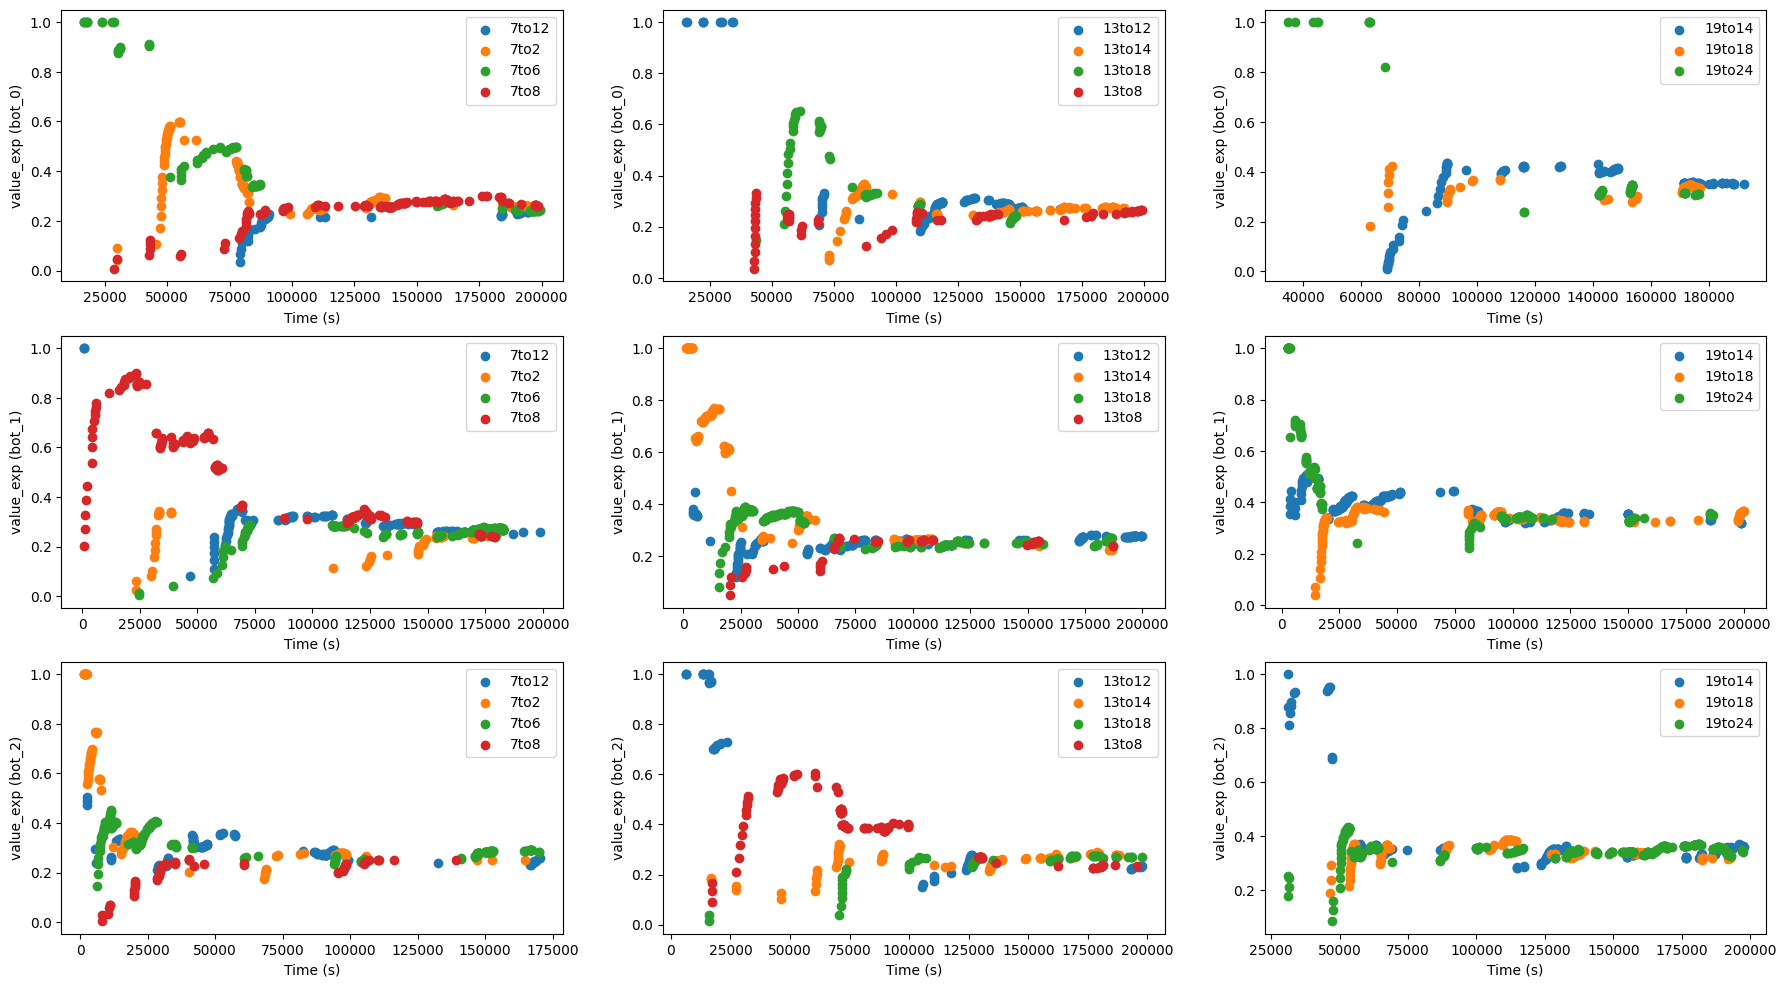 value_exp (bot_0)
1.0
0.8
0.6
0.4
0.2
0.0
7to12
7to2
7to6
7to8
25000 50000 75000 100000 125000 150000 175000 200000
Time (s)
value_exp (bot_0)
1.0
0.8
0.6
0.4
0.2
0.0
13to12
13to14
13to18
13to8
25000 50000 75000 100000 125000 150000 175000 200000
Time (s)
value_exp (bot_0)
1.0
0.8
0.6
0.4
0.2
0.0
19to14
19to18
19to24
40000 60000 80000 100000 120000 140000 160000 180000
Time (s)
value_exp (bot_1)
1.0
0.8
0.6
0.4
0.2
0.0
7to12
7to2
7to6
7to8
0 25000 50000 75000 100000 125000 150000 175000 200000
Time (s)
value_exp (bot_1)
1.0
0.8
0.6
0.4
0.2
13to12
13to14
13to18
13to8
0 25000 50000 75000 100000 125000 150000 175000 200000
Time (s)
value_exp (bot_1)
1.0
0.8
0.6
0.4
0.2
0.0
19to14
19to18
19to24
0 25000 50000 75000 100000 125000 150000 175000 200000
Time (s)
value_exp (bot_2)
1.0
0.8
0.6
0.4
0.2
0.0
7to12
7to2
7to6
7to8
0 25000 50000 75000 100000 125000 150000 175000
Time (s)
value_exp (bot_2)
1.0
0.8
0.6
0.4
0.2
0.0
13to12
13to14
13to18
13to8
0 25000 50000 75000 100000 125000 150000 175000 200000
Time (s)
value_exp (bot_2)
1.0
0.8
0.6
0.4
0.2
19to14
19to18
19to24
25000 50000 75000 100000 125000 150000 175000 200000
Time (s)